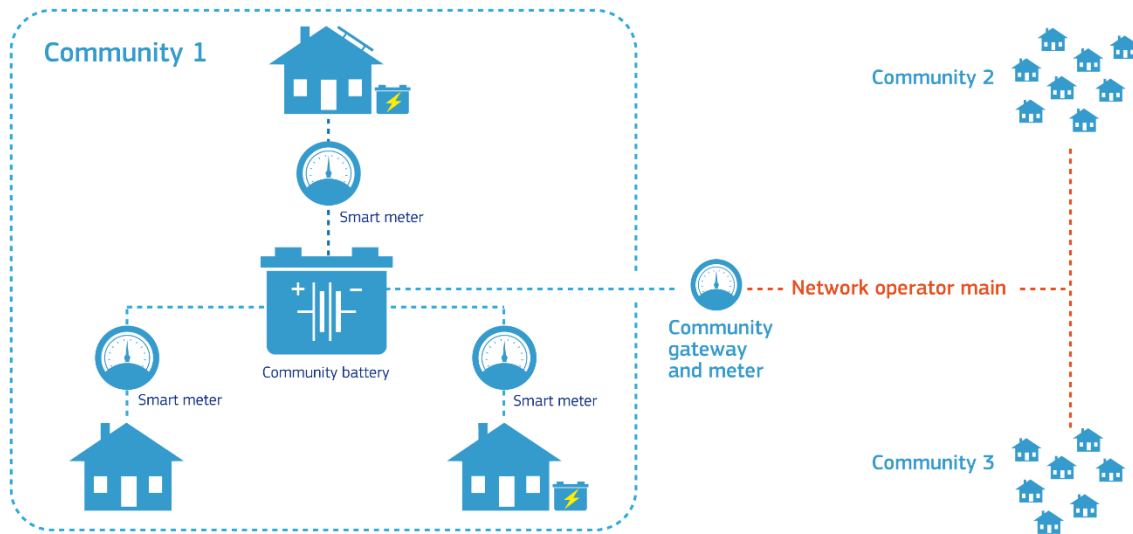 Community 1
Community 2
Smart meter
Network operator main
Community
gateway
and meter
Community battery
Smart meter
Smart meter
Community 3